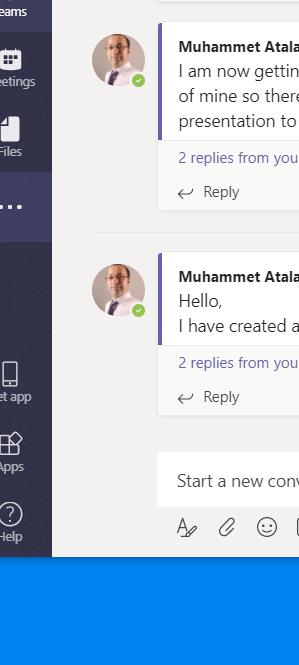 eams
eetings
Files
et app
Apps
Help
Muhammet Atala
I am now gettin
of mine so there
presentation to
2 replies from you
Reply
Muhammet Atala
Hello,
I have created a
2 replies from you
Reply
Start a new conv